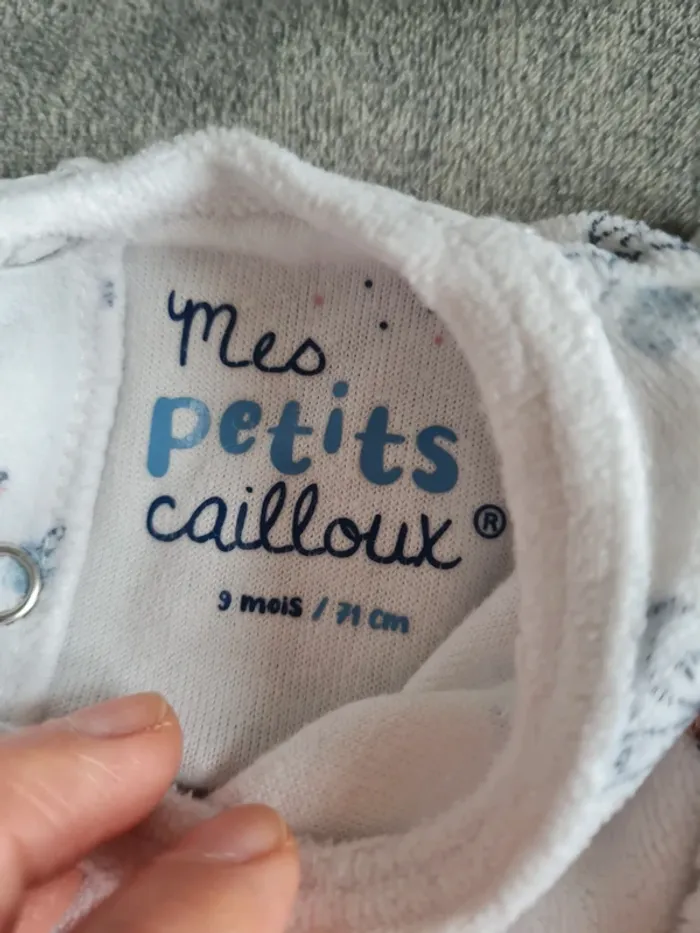 Mes
petits
cailloux®
9 mois / 71 cm